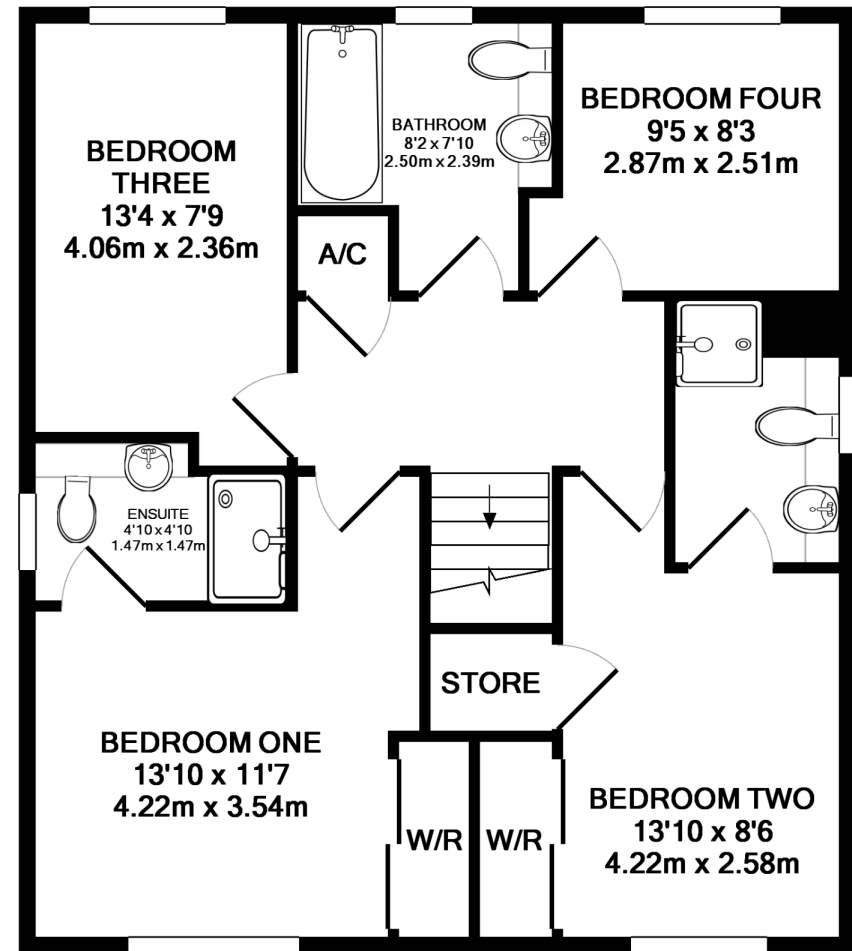 BEDROOM
THREE
13'4 x 7'9
4.06m x 2.36m
BATHROOM
8'2 x 7'10
2.50m x 2.39m
BEDROOM FOUR
9'5 x 8'3
2.87m x 2.51m
A/C
ENSUITE
4'10 x 4'10
1.47m x 1.47m
STORE
BEDROOM ONE
13'10 x 11'7
4.22m x 3.54m
W/R
W/R
BEDROOM TWO
13'10 x 8'6
4.22m x 2.58m